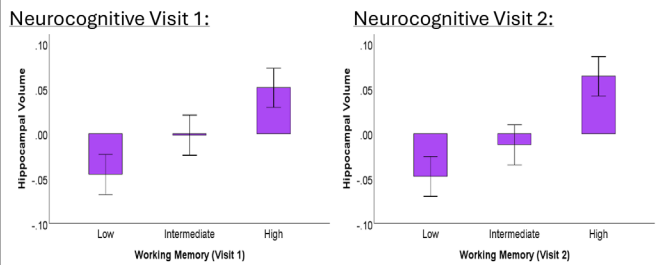 Neurocognitive Visit 1:
Hippocampal Volume
.10
.05
.00
-.05
-.10
Low Intermediate High
Working Memory (Visit 1)
Neurocognitive Visit 2:
Hippocampal Volume
.10
.05
.00
-.05
-.10
Low Intermediate High
Working Memory (Visit 2)